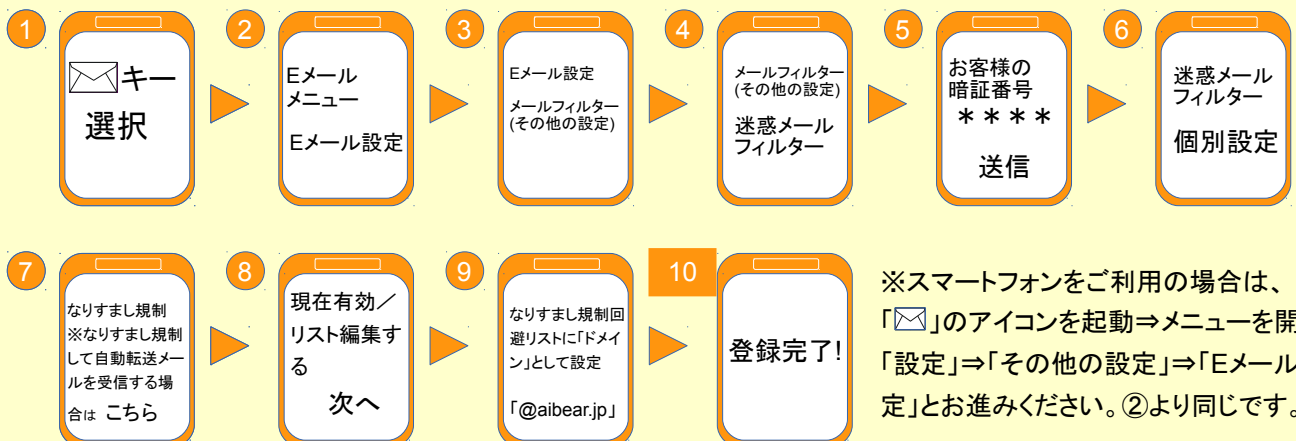 1
キー
選択
2
Eメール
メニュー
Eメール設定
3
Eメール設定
メールフィルター
(その他の設定)
4
メールフィルター
(その他の設定)
迷惑メール
フィルター
5
お客様の
暗証番号
＊＊＊＊
送信
6
迷惑メール
フィルター
個別設定
7
なりすまし規制
※なりすまし規制
して自動転送メー
ルを受信する場
合は こちら
8
現在有効／
リスト編集す
る
次へ
9
なりすまし規制回
避リストに「ドメイ
ン」として設定
「@aibear.jp」
10
登録完了!
※スマートフォンをご利用の場合は、
「」のアイコンを起動⇒メニューを開
「設定」⇒「その他の設定」⇒「Eメール
定」とお進みください。②より同じです。